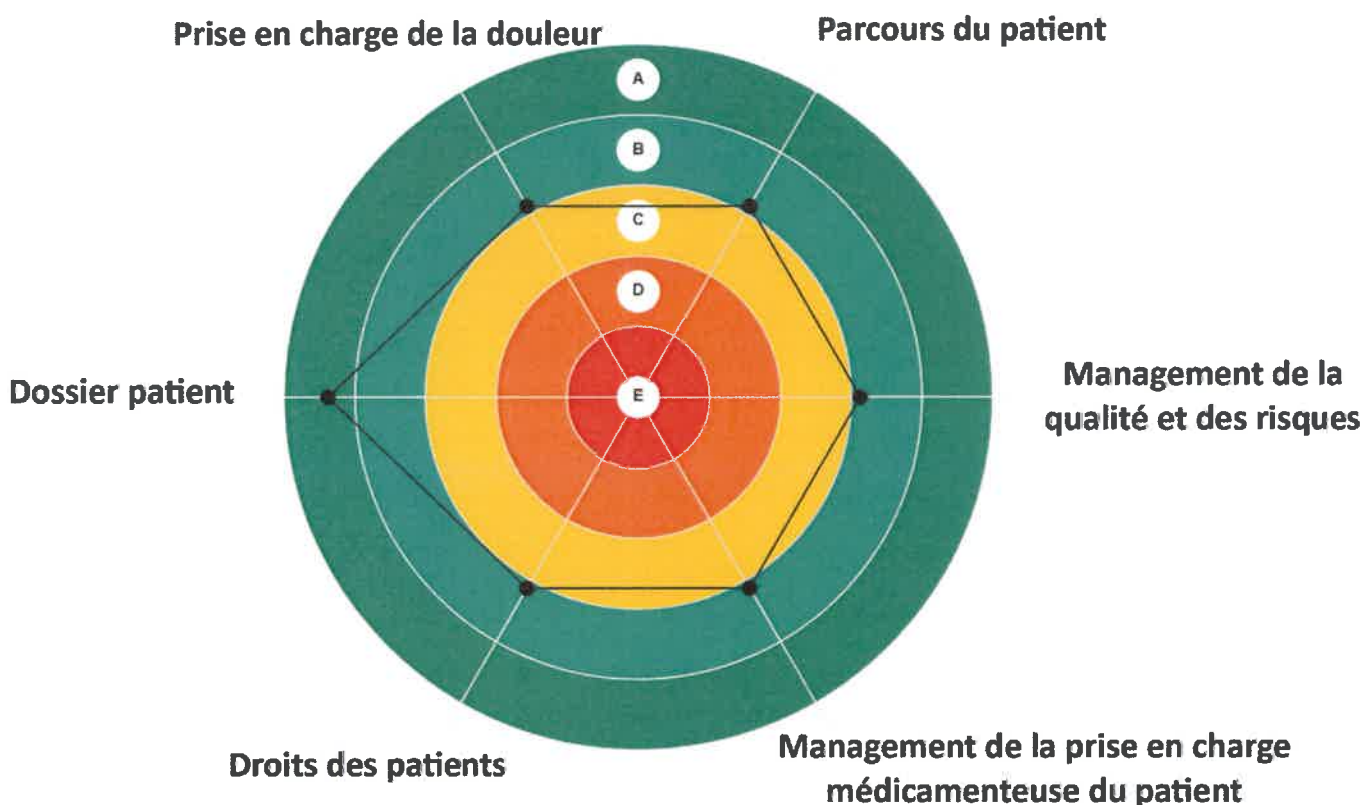 Prise en charge de la douleur
Parcours du patient
A
B
C
D
E
Dossier patient
Management de la
qualité et des risques
Droits des patients
Management de la prise en charge
médicamenteuse du patient